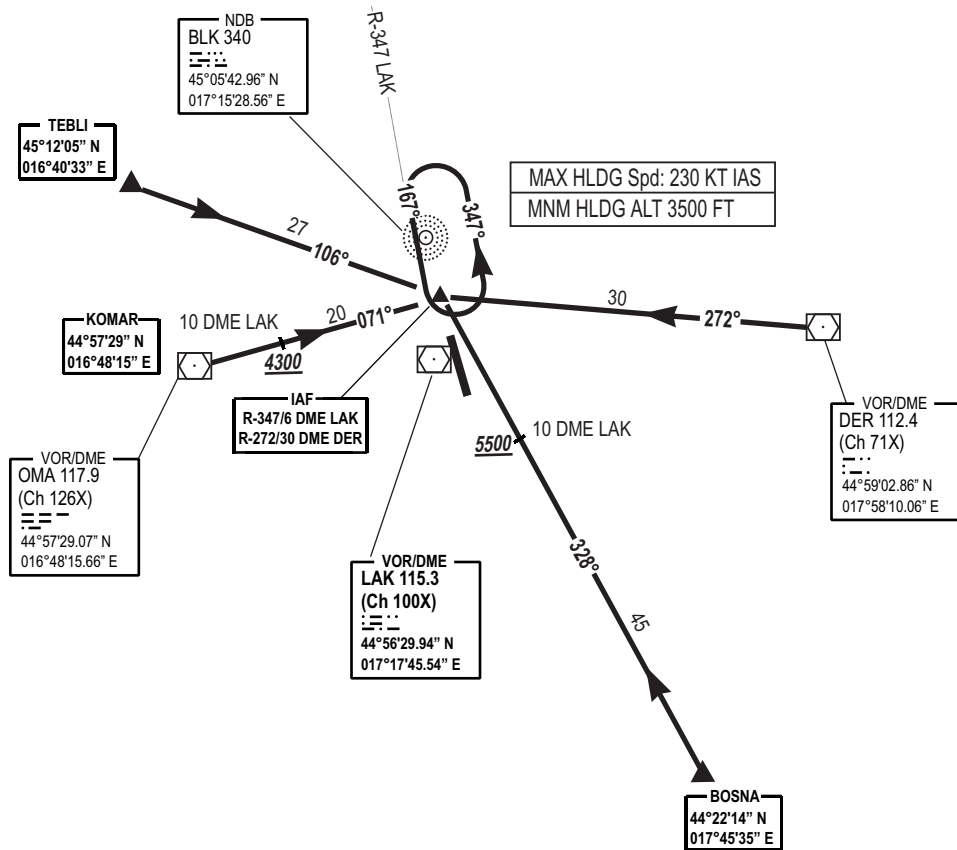 NDB
BLK 340
45°05'42.96” N
017°15'28.56” E
R-347 LAK
TEBLI
45°12'05” N
016°40'33” E
MAX HLDG Spd: 230 KT IAS
MNM HLDG ALT 3500 FT
167°
347°
27
106°
30
272°
KOMAR
44°57'29” N
016°48'15” E
10 DME LAK
20
071°
4300
IAF
R-347/6 DME LAK
R-272/30 DME DER
5500
10 DME LAK
VOR/DME
DER 112.4
(Ch 71X)
44°59'02.86” N
017°58'10.06” E
VOR/DME
OMA 117.9
(Ch 126X)
44°57'29.07” N
016°48'15.66” E
VOR/DME
LAK 115.3
(Ch 100X)
44°56'29.94” N
017°17'45.54” E
328°
45
BOSNA
44°22'14” N
017°45'35” E